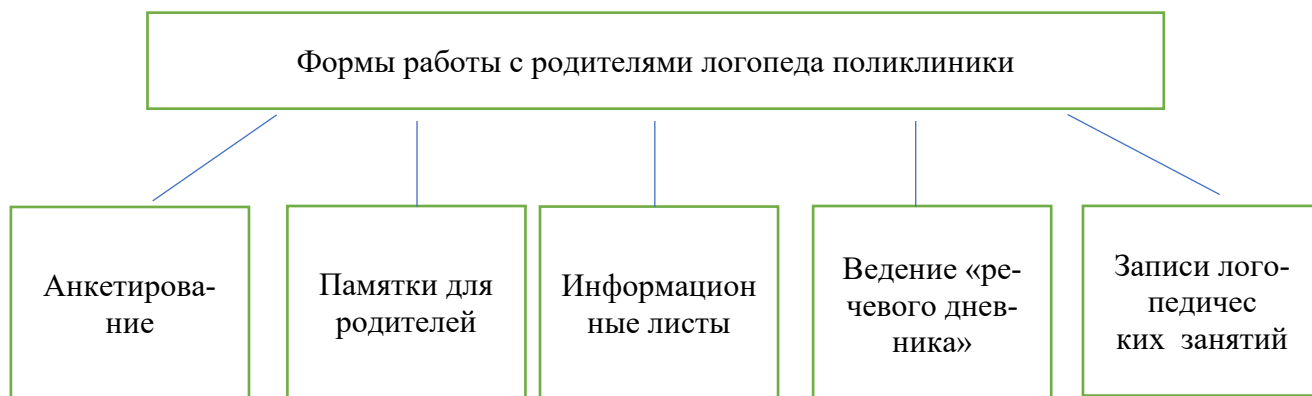 Формы работы с родителями логопеда поликлиники
Анкетирова-
ние
Памятки для
родителей
Информацион
ные листы
Ведение «ре-
чевого днев-
ника»
Записи лого-
педичес
ких занятий